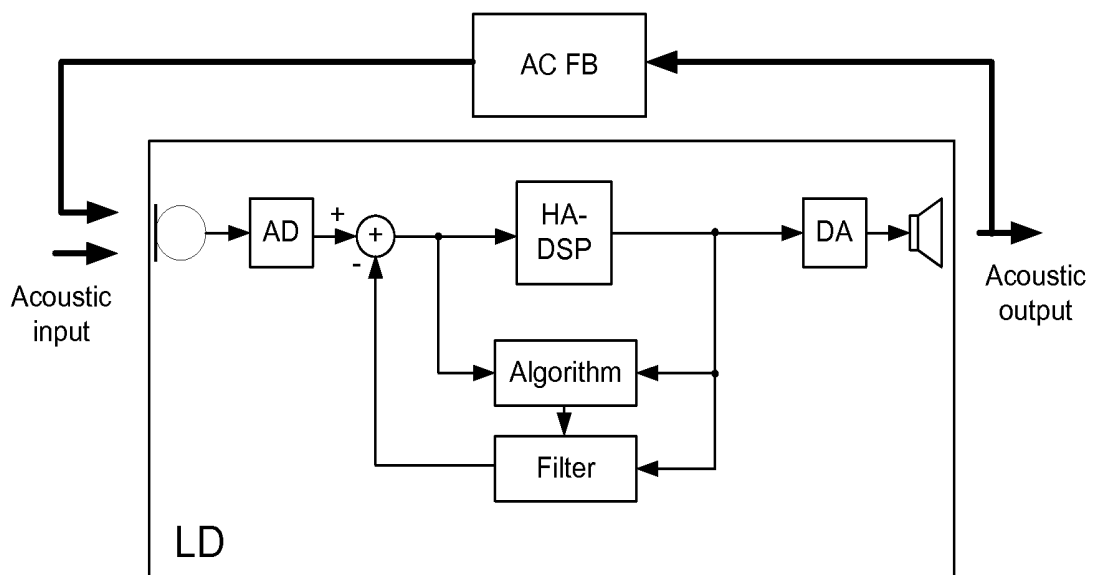 AC FB
+
AD
+
-
HA-
DSP
DA
Acoustic
input
Acoustic
output
Algorithm
Filter
LD